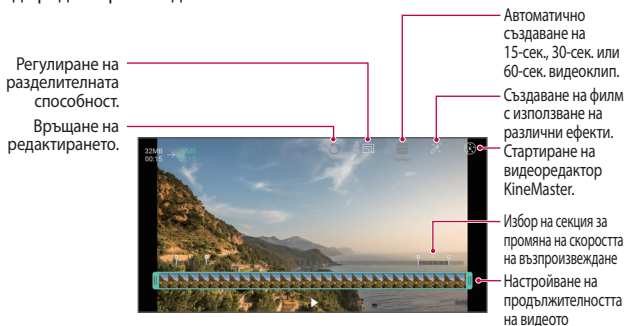 Регулиране на
разделителната
способност.
Връщане на
редактирането.
Автоматично
създаване на
15-сек., 30-сек. или
60-сек. видеоклип.
Създаване на филм
с използване на
различни ефекти.
Стартиране на
видеоредактор
KineMaster.
Избор на секция за
промяна на скоростта
на възпроизвеждане
Настройване на
продължителността
на видеото
32MB
00:15 00:15